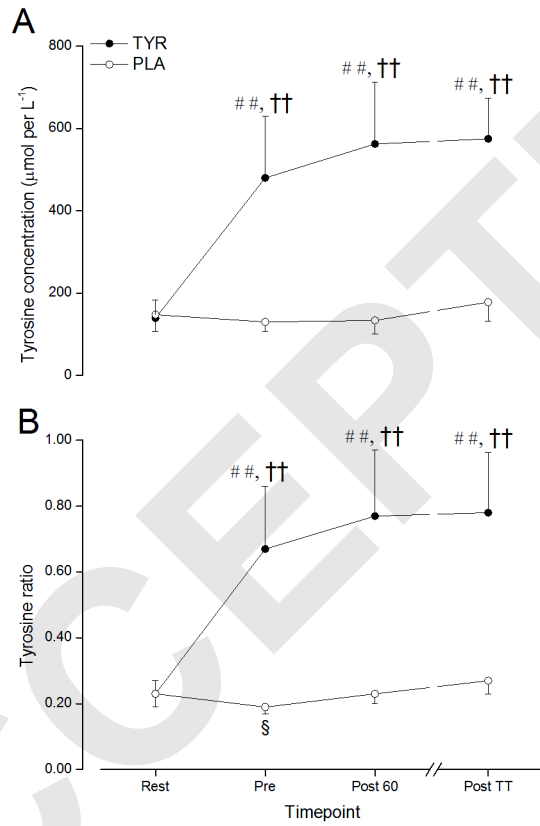 A
TYR
PLA
800
600
400
200
0
Tyrosine concentration (μmol per L⁻¹)
##, ††
##, ††
##, ††
B
1.00
0.80
0.60
0.40
0.20
0.00
Tyrosine ratio
##, ††
##, ††
##, ††
§
Rest
Pre
Post 60
Post TT
Timepoint
CCEPT